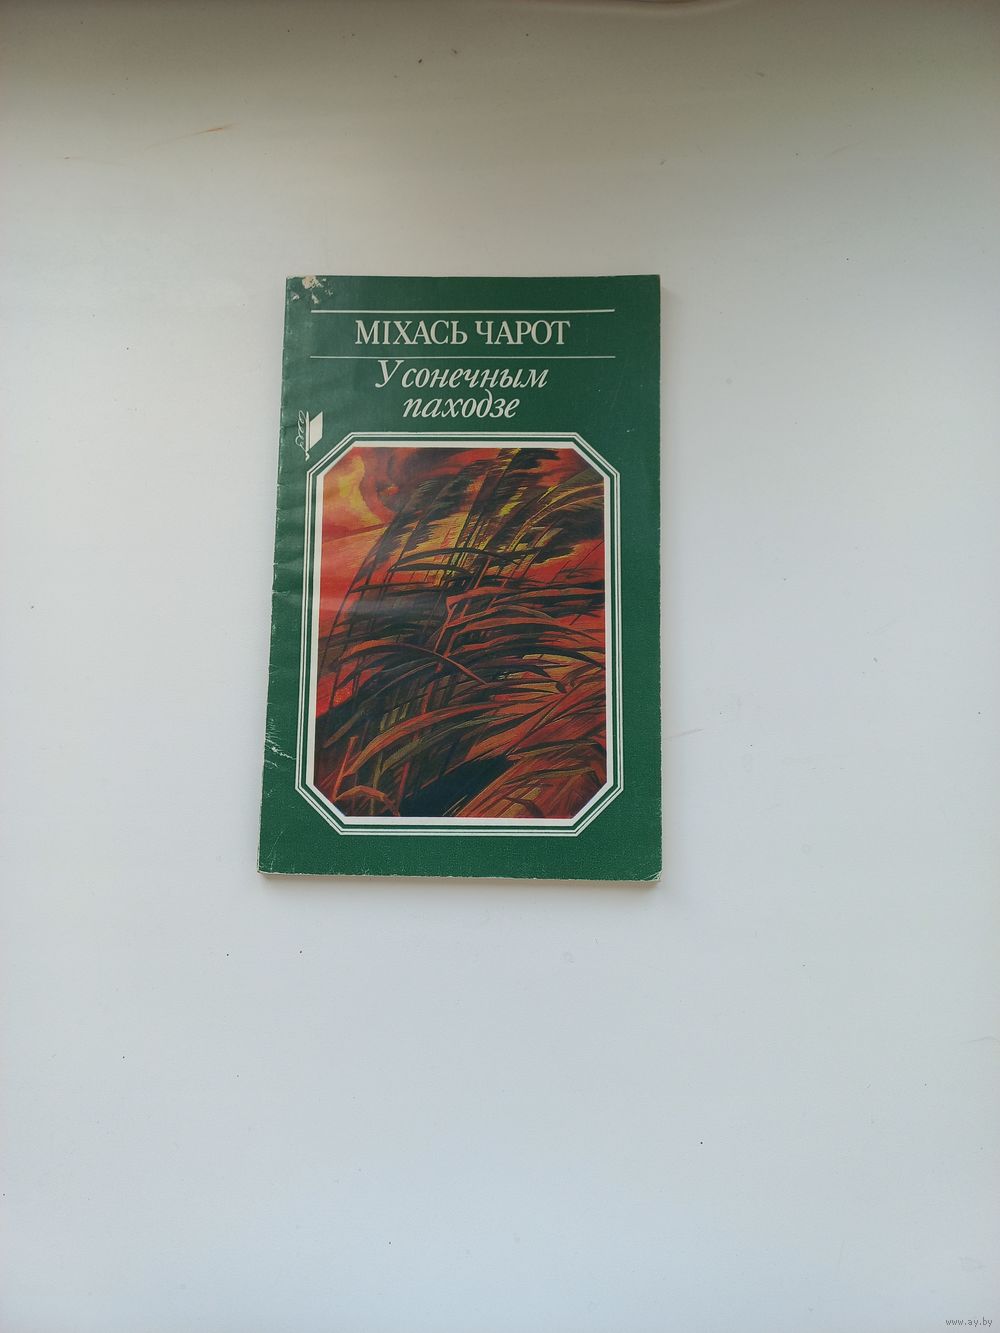 МІХАСЬ ЧАРОТ
У сонечным
паходзе
www.ay.by